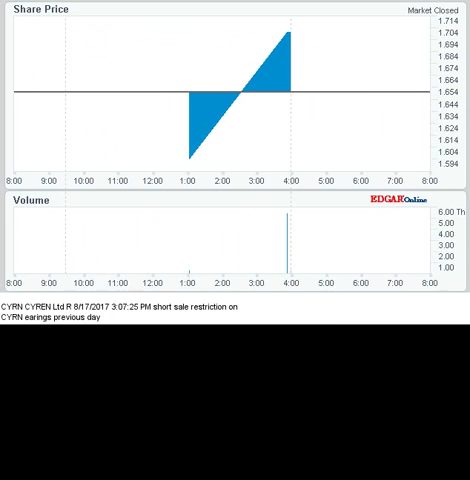 Share Price
Market Closed
1.714
1.704
1.694
1.684
1.674
1.664
1.654
1.644
1.634
1.624
1.614
1.604
1.594
8:00 9:00 10:00 11:00 12:00 1:00 2:00 3:00 4:00 5:00 6:00 7:00 8:00
Volume
EDGAROnline
6.00 Th
5.00
4.00
3.00
2.00
1.00
8:00 9:00 10:00 11:00 12:00 1:00 2:00 3:00 4:00 5:00 6:00 7:00 8:00
CYRN CYREN Ltd R 8/17/2017 3:07:25 PM short sale restriction on
CYRN earings previous day